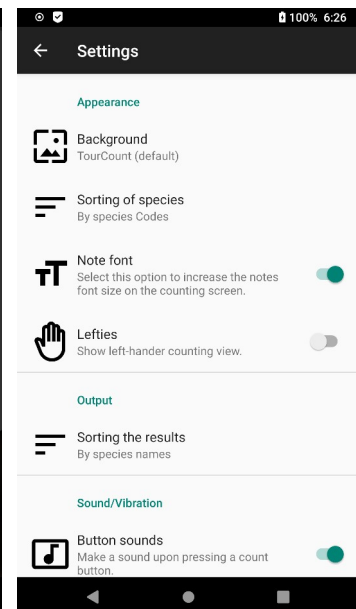 100% 6:26
Settings
Appearance
Background
TourCount (default)
Sorting of species
By species Codes
Note font
Select this option to increase the notes
font size on the counting screen.
Lefties
Show left-hander counting view.
Output
Sorting the results
By species names
Sound/Vibration
Button sounds
Make a sound upon pressing a count
button.